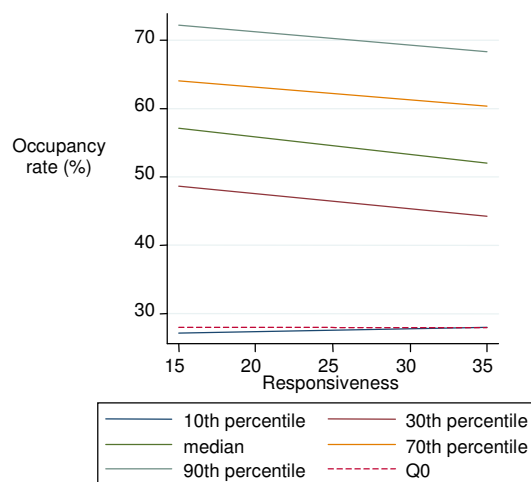 70
60
Occupancy
rate (%)
50
40
30
15 20 25 30 35
Responsiveness
10th percentile 30th percentile
median 70th percentile
90th percentile Q0